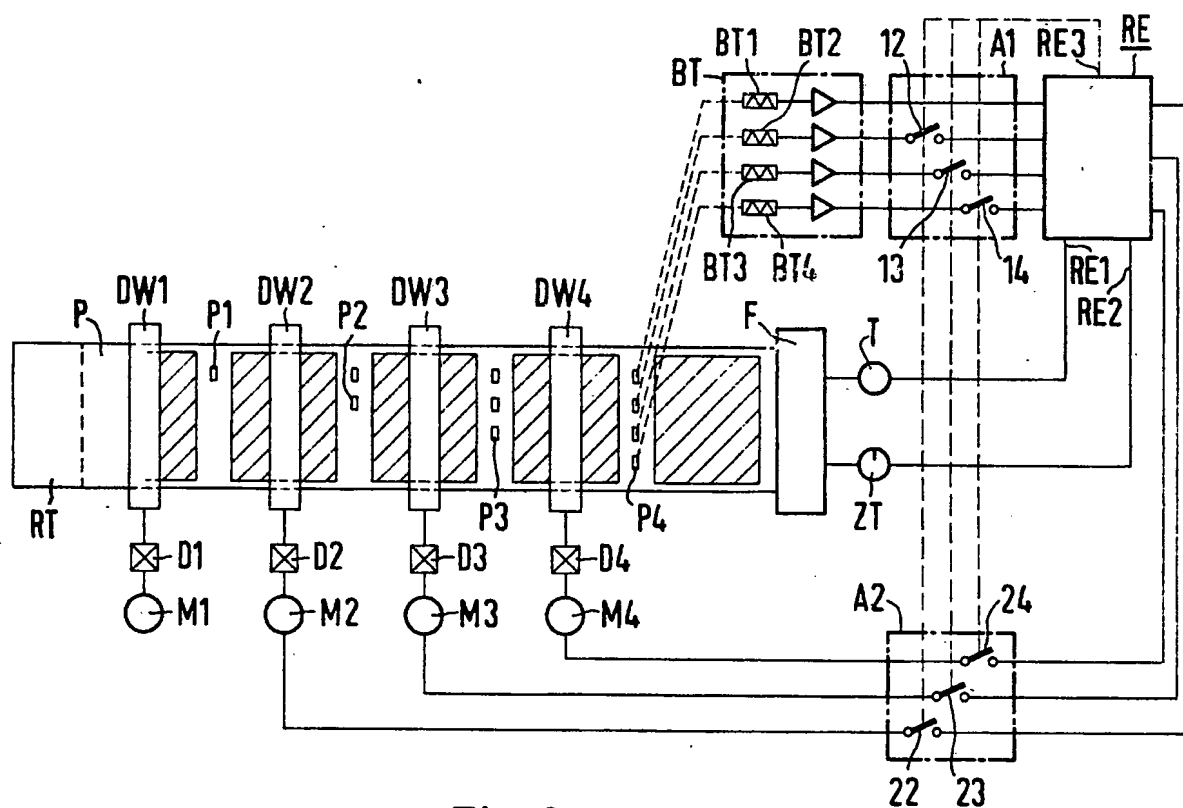 BT1 BT2 12 A1 RE3 RE
BT
BT3 BT4 13 14 RE1
RE2
DW1 DW2 DW3 DW4
P P1 P2 F T
RT P3 P4 ZT
D1 D2 D3 D4
M1 M2 M3 M4
A2 24
22 23